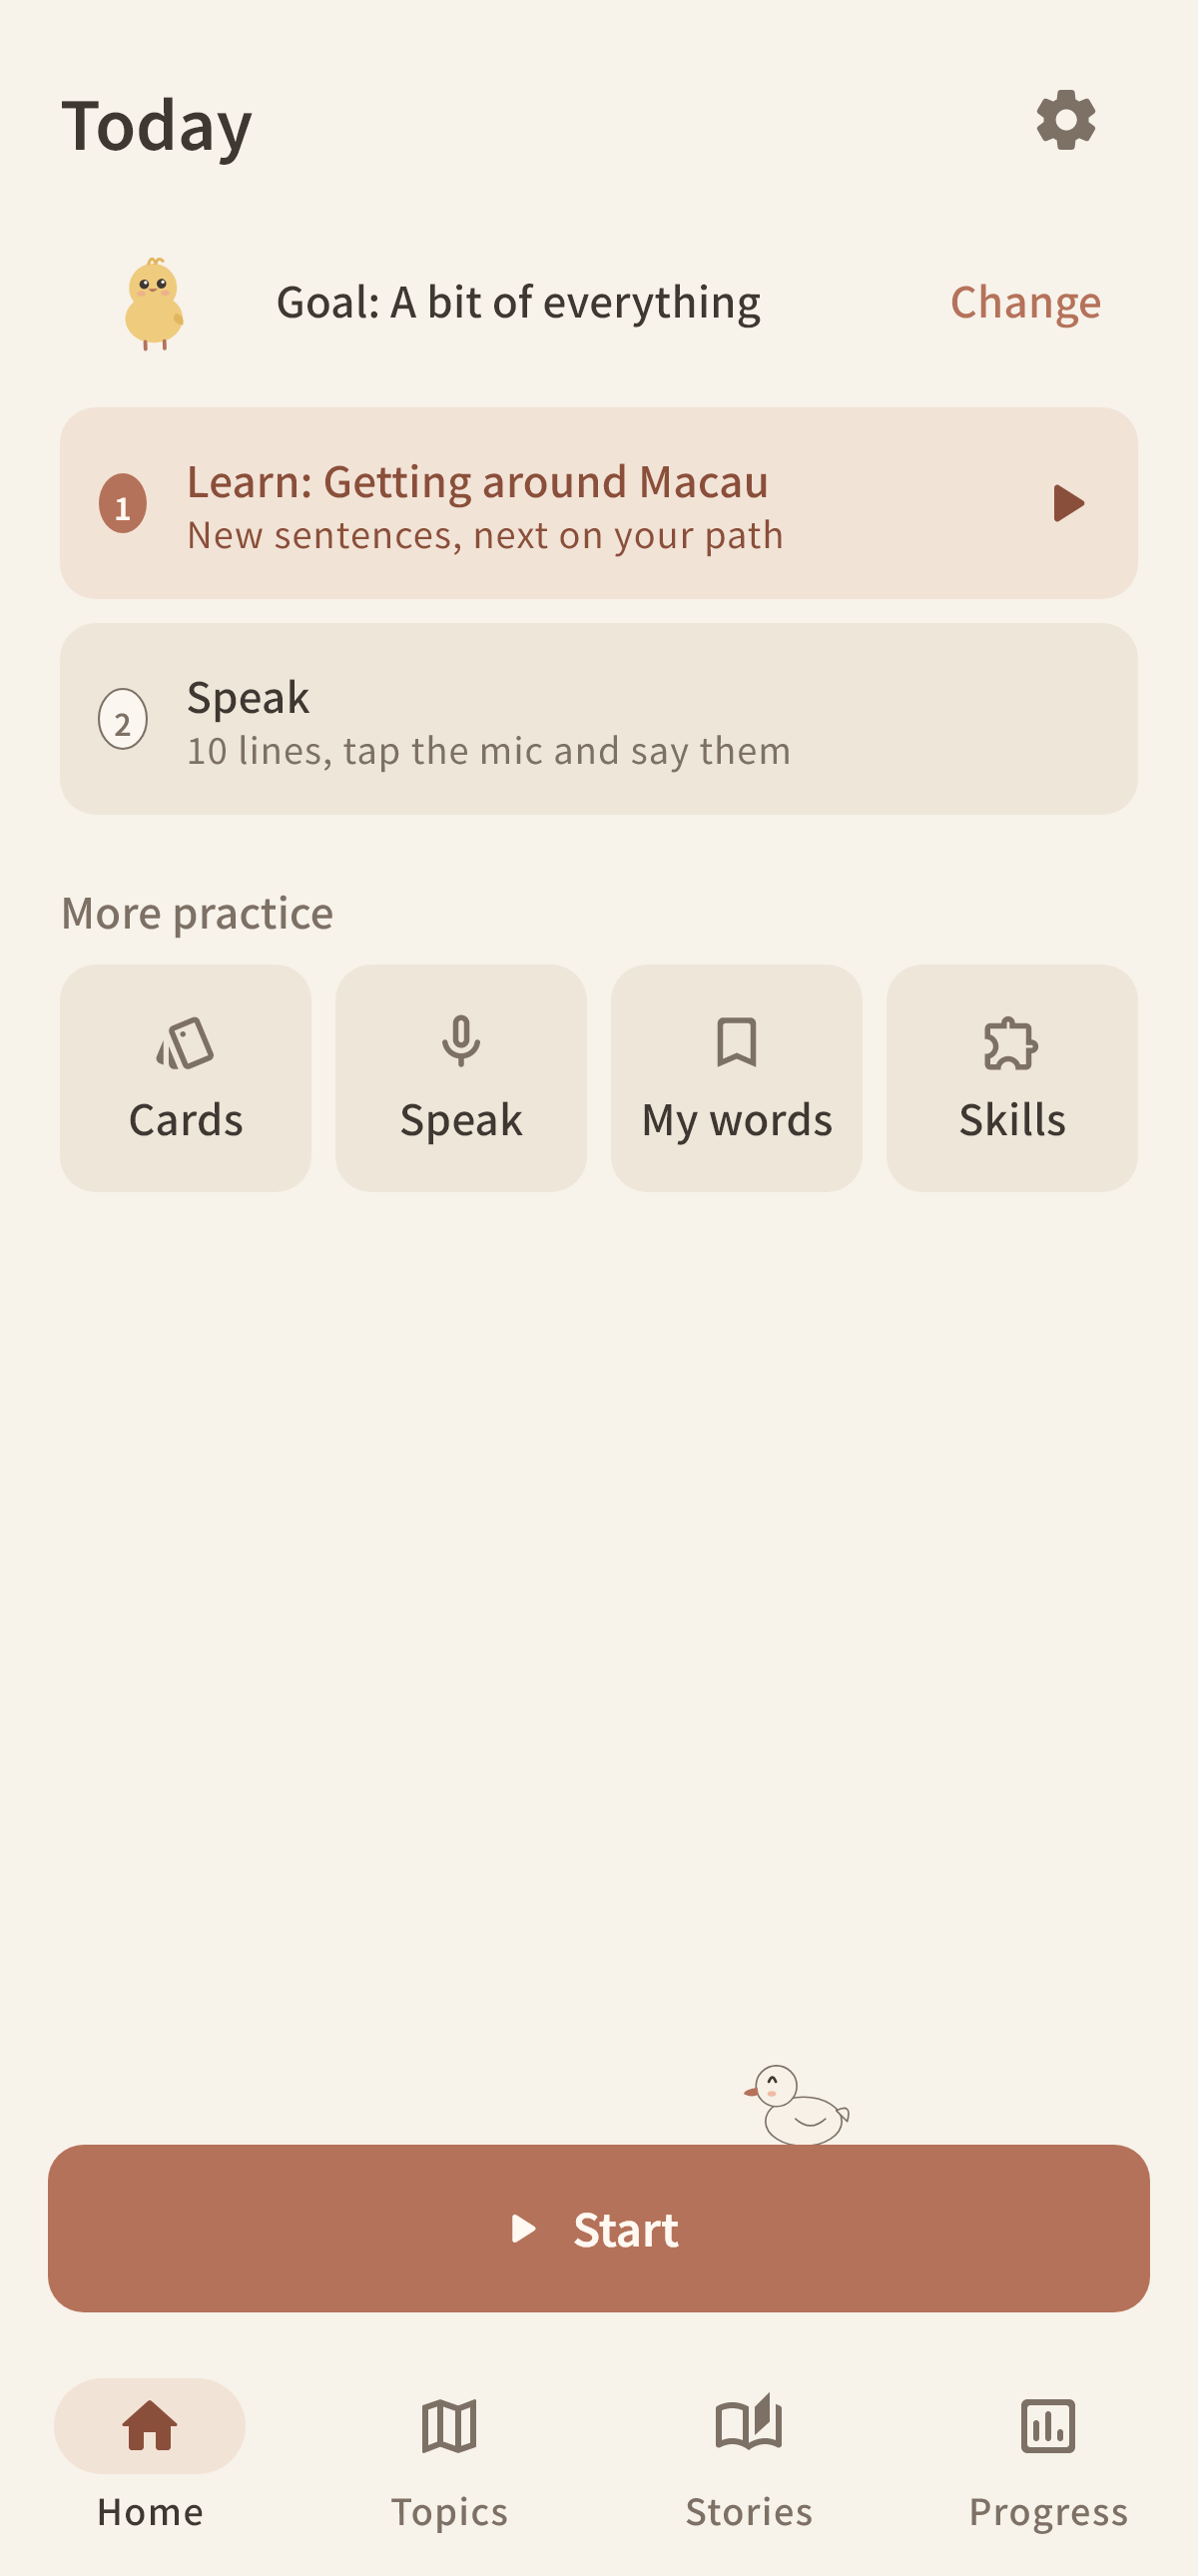 Today
Goal: A bit of everything
Change
1
Learn: Getting around Macau
New sentences, next on your path
2
Speak
10 lines, tap the mic and say them
More practice
Cards
Speak
My words
Skills
Start
Home
Topics
Stories
Progress